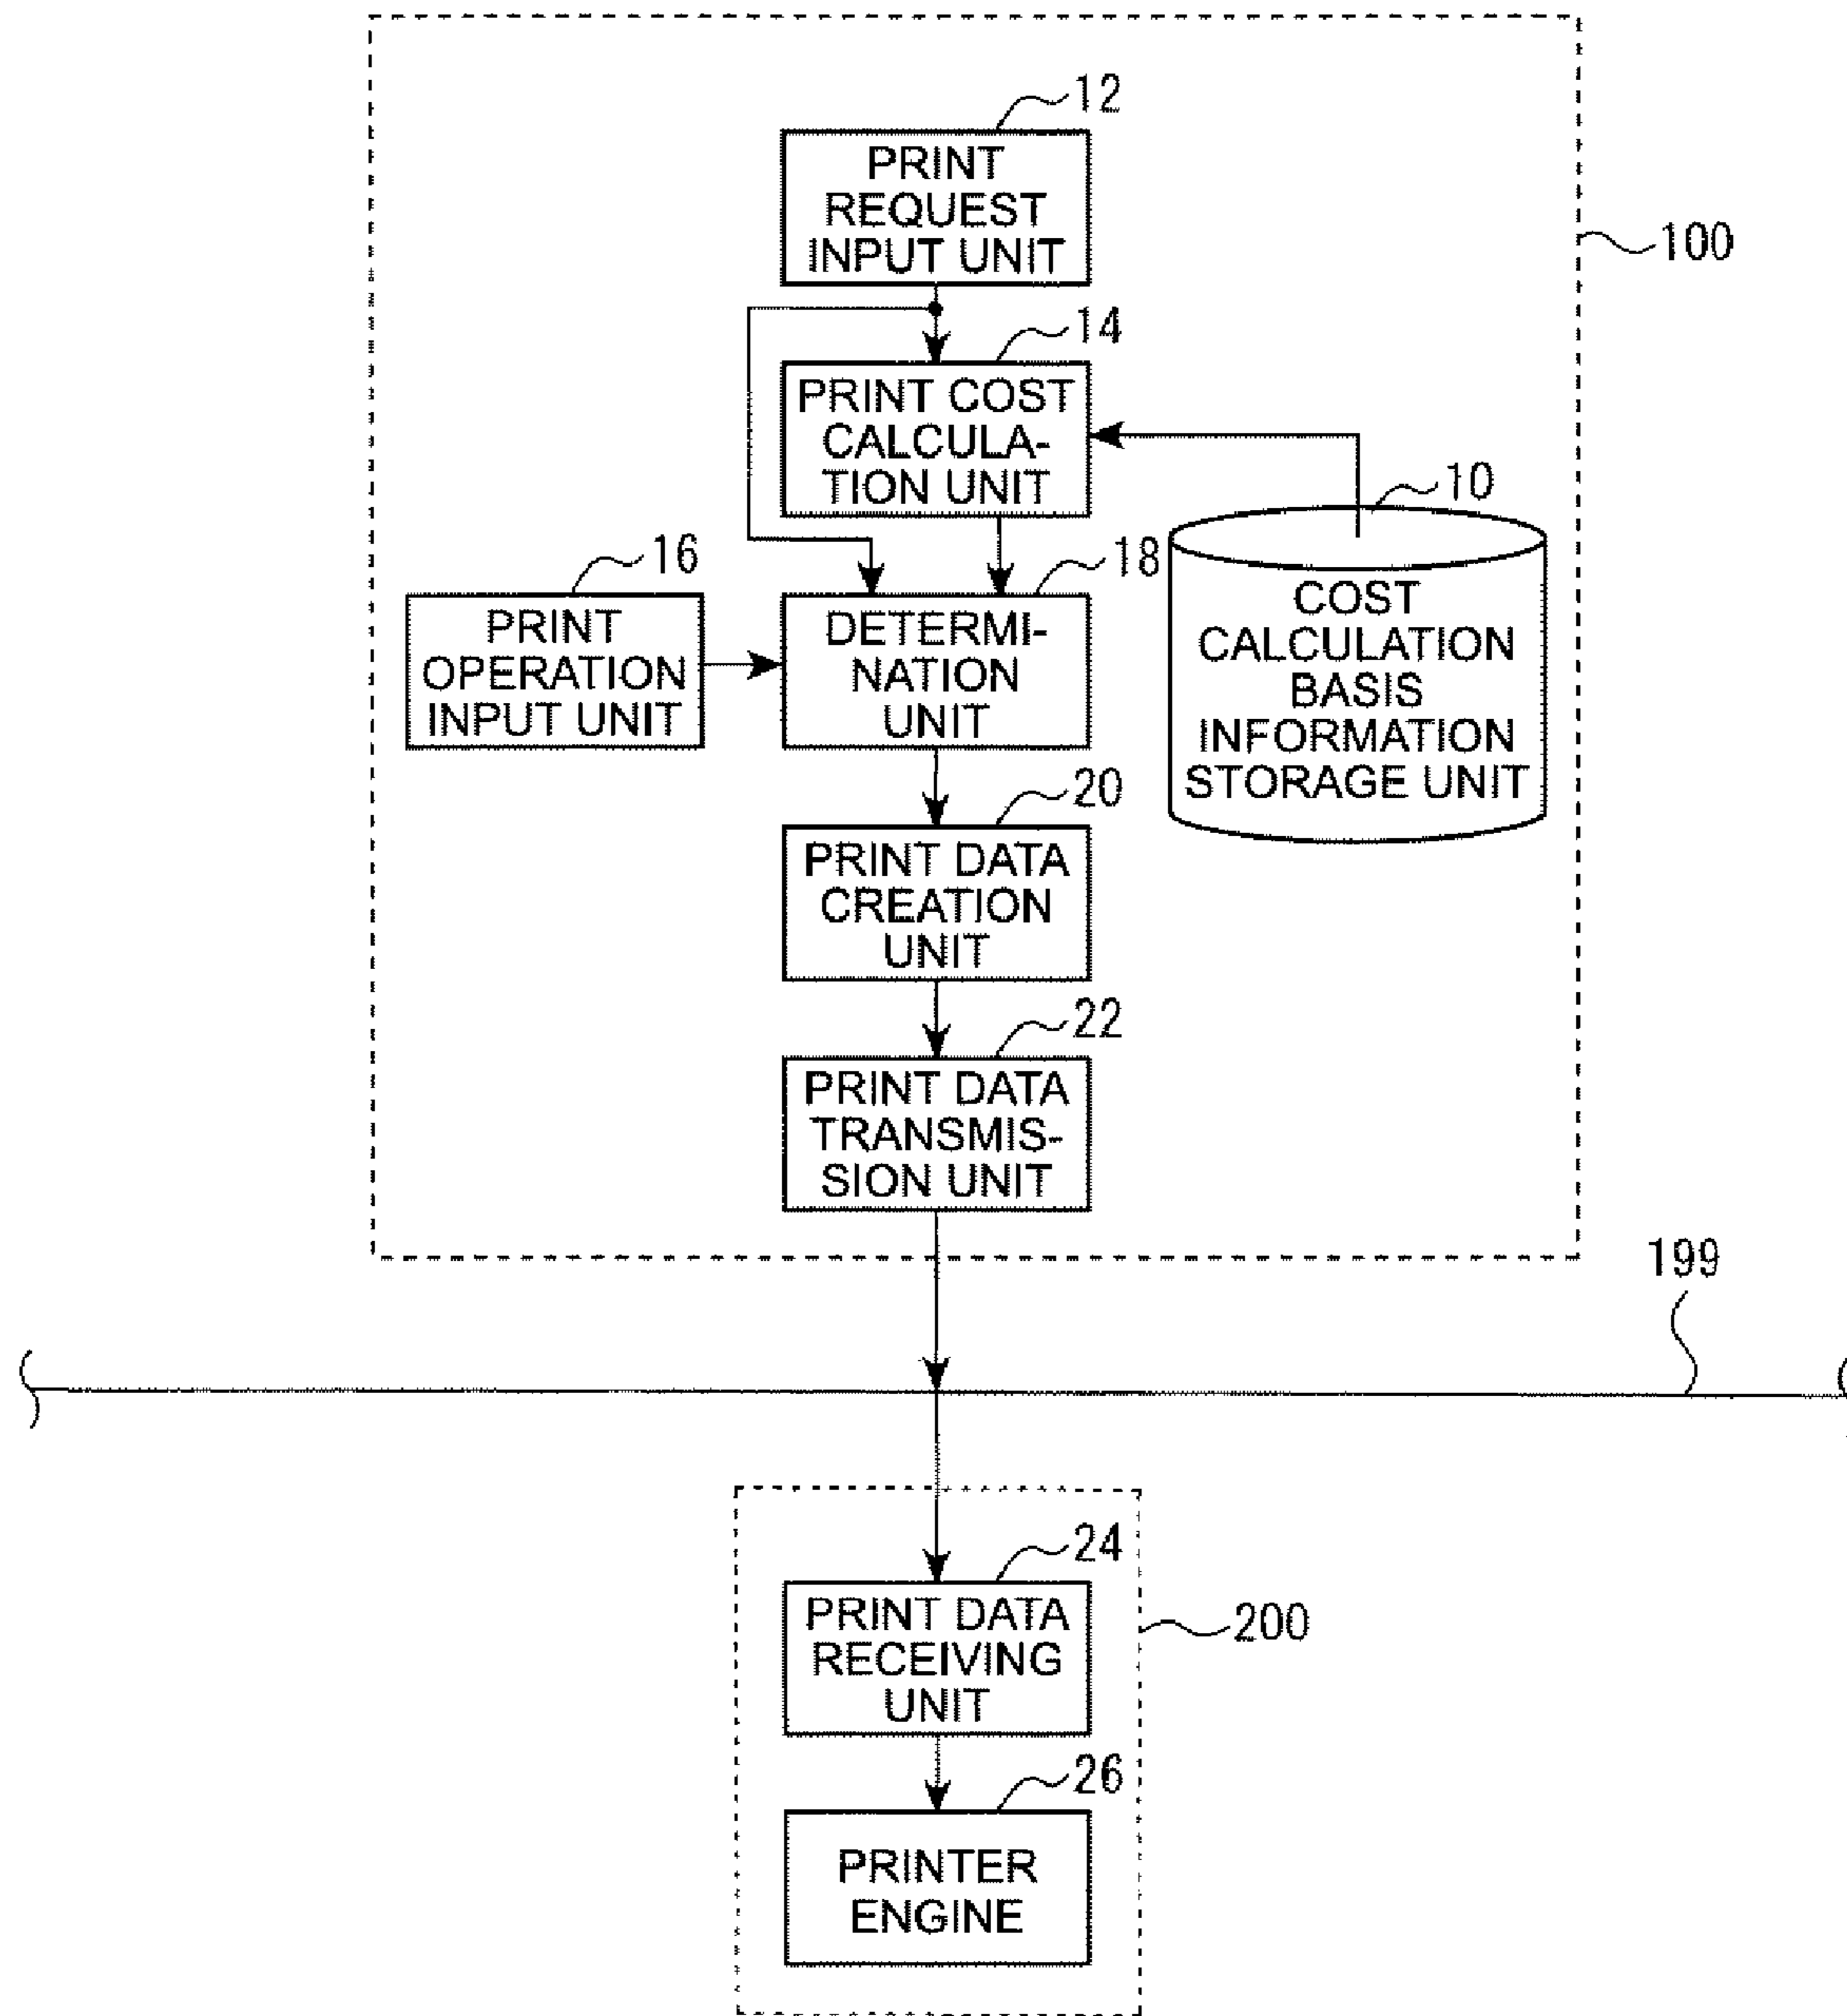 12
PRINT
REQUEST
INPUT UNIT
100
14
PRINT COST
CALCULA-
TION UNIT
10
COST
CALCULATION
BASIS
INFORMATION
STORAGE UNIT
16
PRINT
OPERATION
INPUT UNIT
18
DETERMI-
NATION
UNIT
20
PRINT DATA
CREATION
UNIT
22
PRINT DATA
TRANSMIS-
SION UNIT
199
24
PRINT DATA
RECEIVING
UNIT
200
26
PRINTER
ENGINE